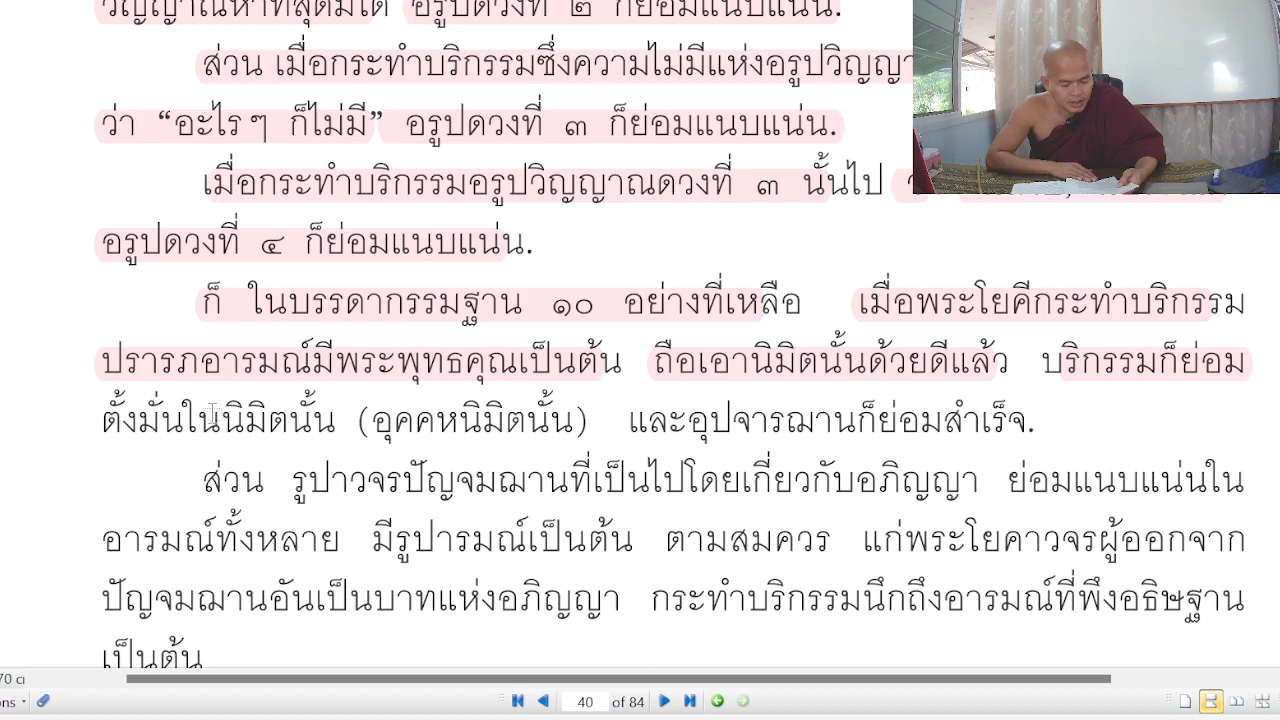 วิญญาณหาที่สุดมิได้ อรูปดวงที่ ๒ ก็ย่อมแนบแน่น.
ส่วน เมื่อกระทำบริกรรมซึ่งความไม่มีแห่งอรูปวิญญา
ว่า “อะไร ๆ ก็ไม่มี” อรูปดวงที่ ๓ ก็ย่อมแนบแน่น.
เมื่อกระทำบริกรรมอรูปวิญญาณดวงที่ ๓ นั้นไป
อรูปดวงที่ ๔ ก็ย่อมแนบแน่น.
ก็ ในบรรดากรรมฐาน ๑๐ อย่างที่เหลือ เมื่อพระโยคีกระทำบริกรรม
ปรารภอารมณ์มีพระพุทธคุณเป็นต้น ถือเอานิมิตนั้นด้วยดีแล้ว บริกรรมก็ย่อม
ตั้งมั่นในนิมิตนั้น (อุคคหนิมิตนั้น) และอุปจารฌานก็ย่อมสำเร็จ.
ส่วน รูปาวจรปัญจมฌานที่เป็นไปโดยเกี่ยวกับอภิญญา ย่อมแนบแน่นใน
อารมณ์ทั้งหลาย มีรูปารมณ์เป็นต้น ตามสมควร แก่พระโยคาวจรผู้ออกจาก
ปัญจมฌานอันเป็นบาทแห่งอภิญญา กระทำบริกรรมนึกถึงอารมณ์ที่พึงอธิษฐาน
เป็นต้น
40 of 84